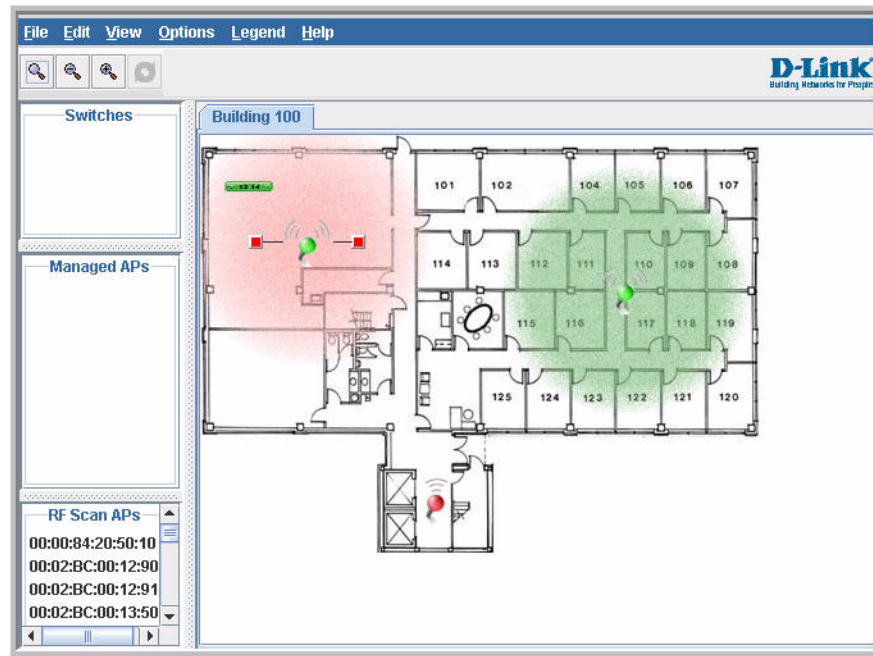 File Edit View Options Legend Help
D-Link
Building Networks for People
Switches
Building 100
Managed APs
RF Scan APs
00:00:84:20:50:10
00:02:BC:00:12:90
00:02:BC:00:12:91
00:02:BC:00:13:50
101 102 104 105 106 107
114 113 112 111 110 109 108
115 116 117 118 119
125 124 123 122 121 120